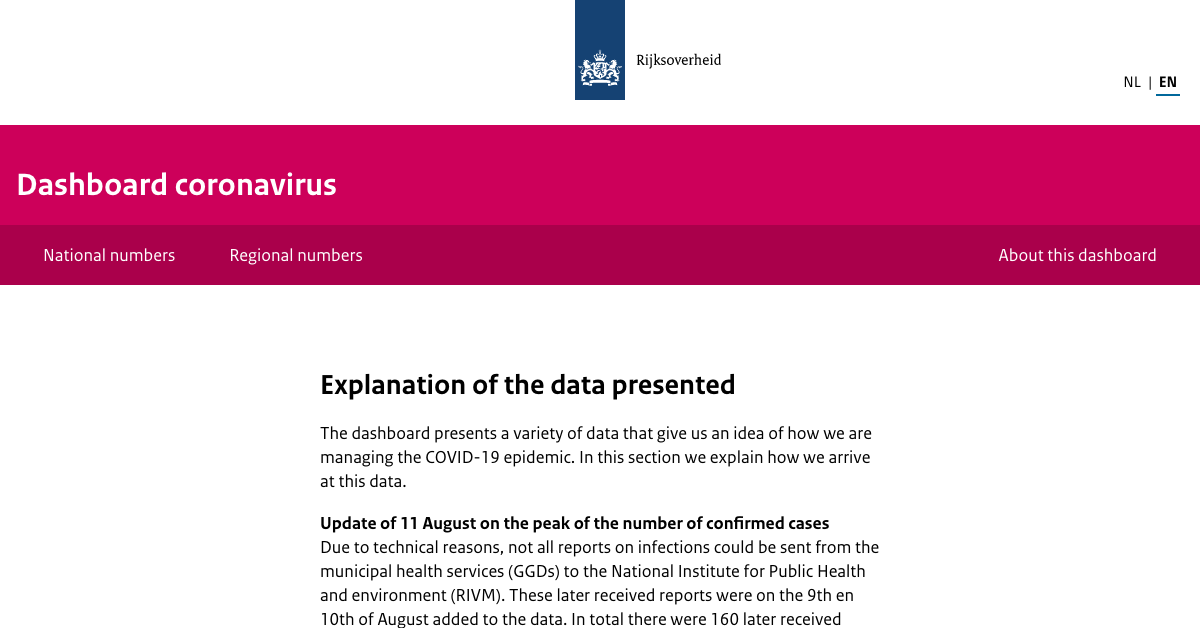 Rijksoverheid
NL | EN
Dashboard coronavirus
National numbers
Regional numbers
About this dashboard
Explanation of the data presented
The dashboard presents a variety of data that give us an idea of how we are
managing the COVID-19 epidemic. In this section we explain how we arrive
at this data.
Update of 11 August on the peak of the number of confirmed cases
Due to technical reasons, not all reports on infections could be sent from the
municipal health services (GGDs) to the National Institute for Public Health
and environment (RIVM). These later received reports were on the 9th en
10th of August added to the data. In total there were 160 later received